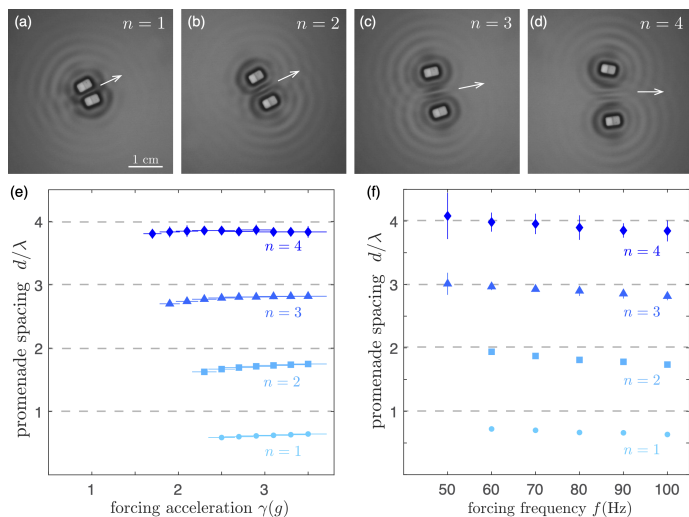 (a) n = 1
(b) n = 2
(c) n = 3
(d) n = 4
1 cm
(e)
promenade spacing d/λ
4
3
2
1
n = 4
n = 3
n = 2
n = 1
1 2 3
forcing acceleration γ(g)
(f)
promenade spacing d/λ
4
3
2
1
n = 4
n = 3
n = 2
n = 1
50 60 70 80 90 100
forcing frequency f(Hz)